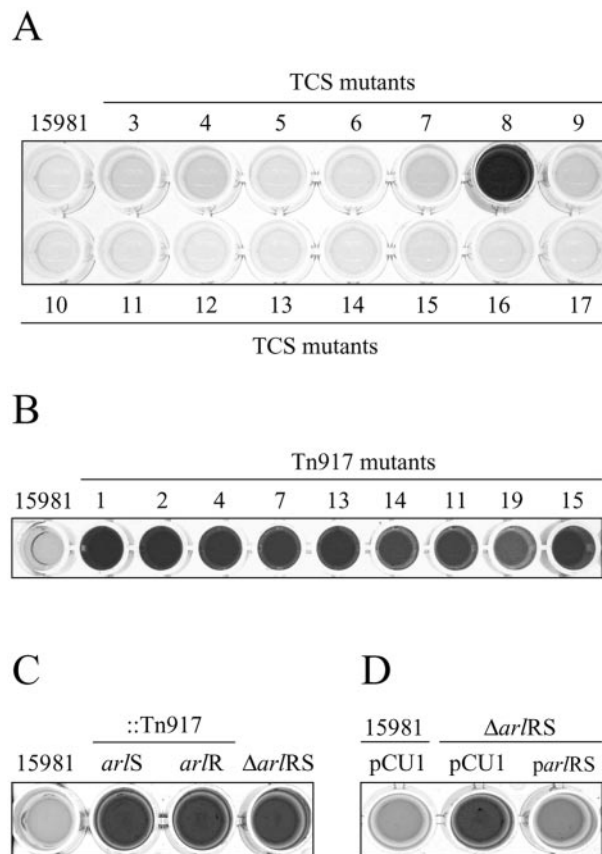 A
TCS mutants
15981 3 4 5 6 7 8 9
10 11 12 13 14 15 16 17
TCS mutants
B
Tn917 mutants
15981 1 2 4 7 13 14 11 19 15
C
::Tn917
15981 arlS arlR ΔarlRS
D
15981 ΔarlRS
pCU1 pCU1 parlRS